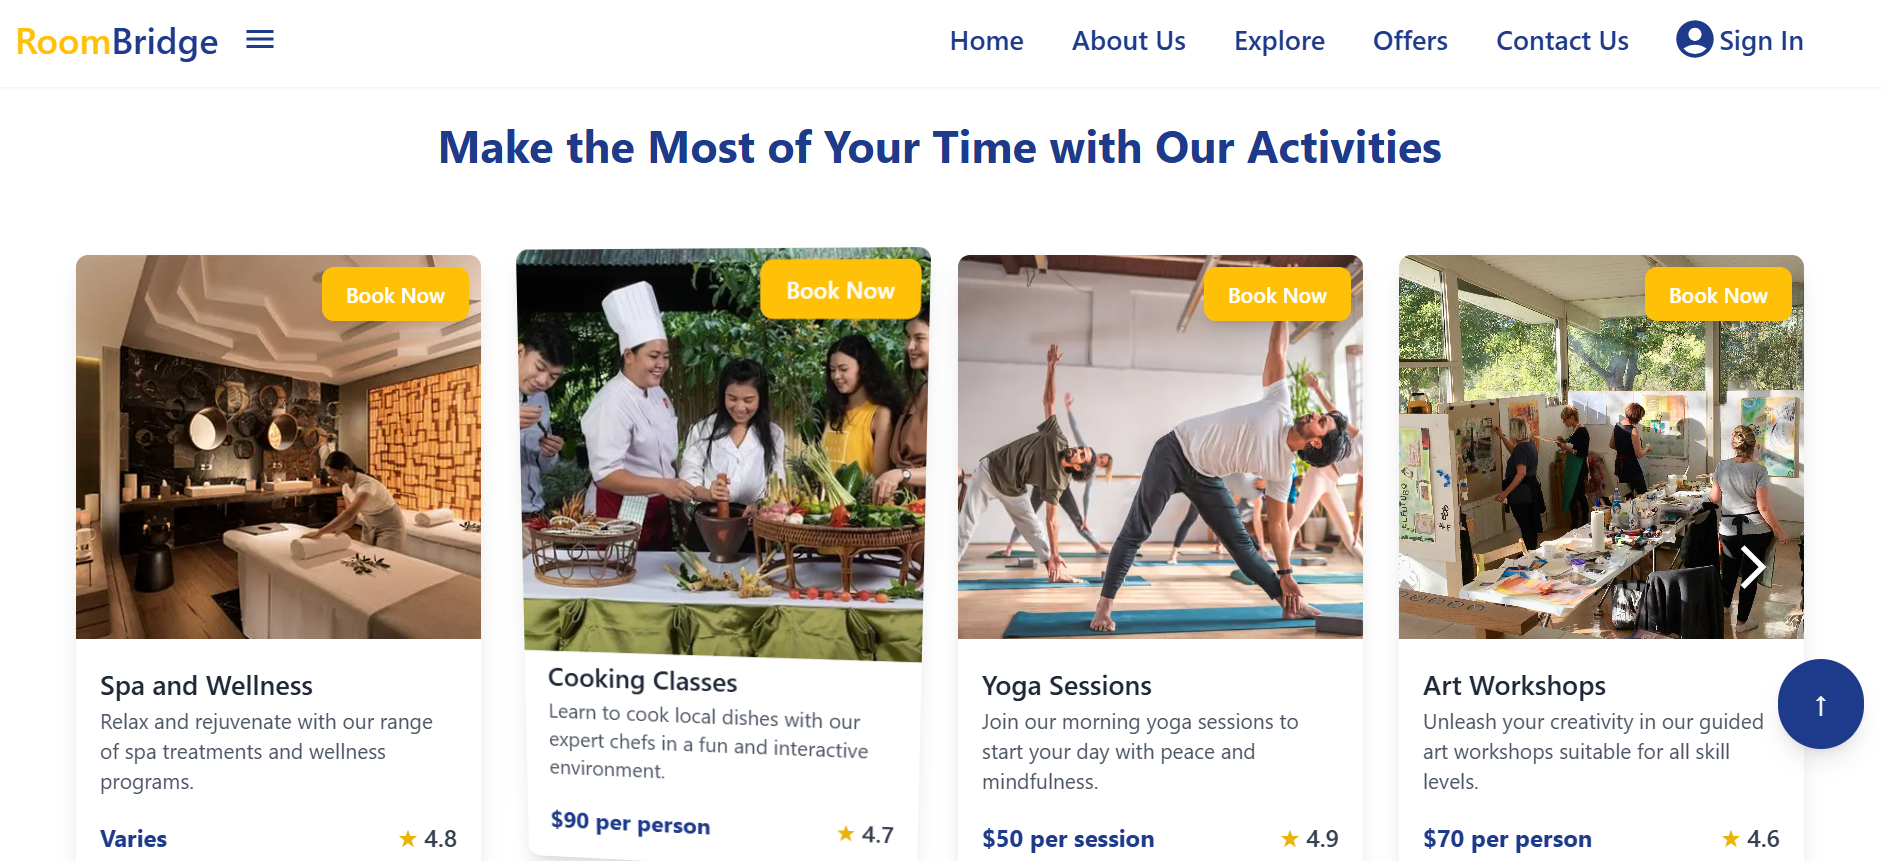 RoomBridge
Home
About Us
Explore
Offers
Contact Us
Sign In
Make the Most of Your Time with Our Activities
Book Now
Spa and Wellness
Relax and rejuvenate with our range
of spa treatments and wellness
programs.
Varies
★ 4.8
Book Now
Cooking Classes
Learn to cook local dishes with our
expert chefs in a fun and interactive
environment.
$90 per person
★ 4.7
Book Now
Yoga Sessions
Join our morning yoga sessions to
start your day with peace and
mindfulness.
$50 per session
★ 4.9
Book Now
Art Workshops
Unleash your creativity in our guided
art workshops suitable for all skill
levels.
$70 per person
★ 4.6
↑